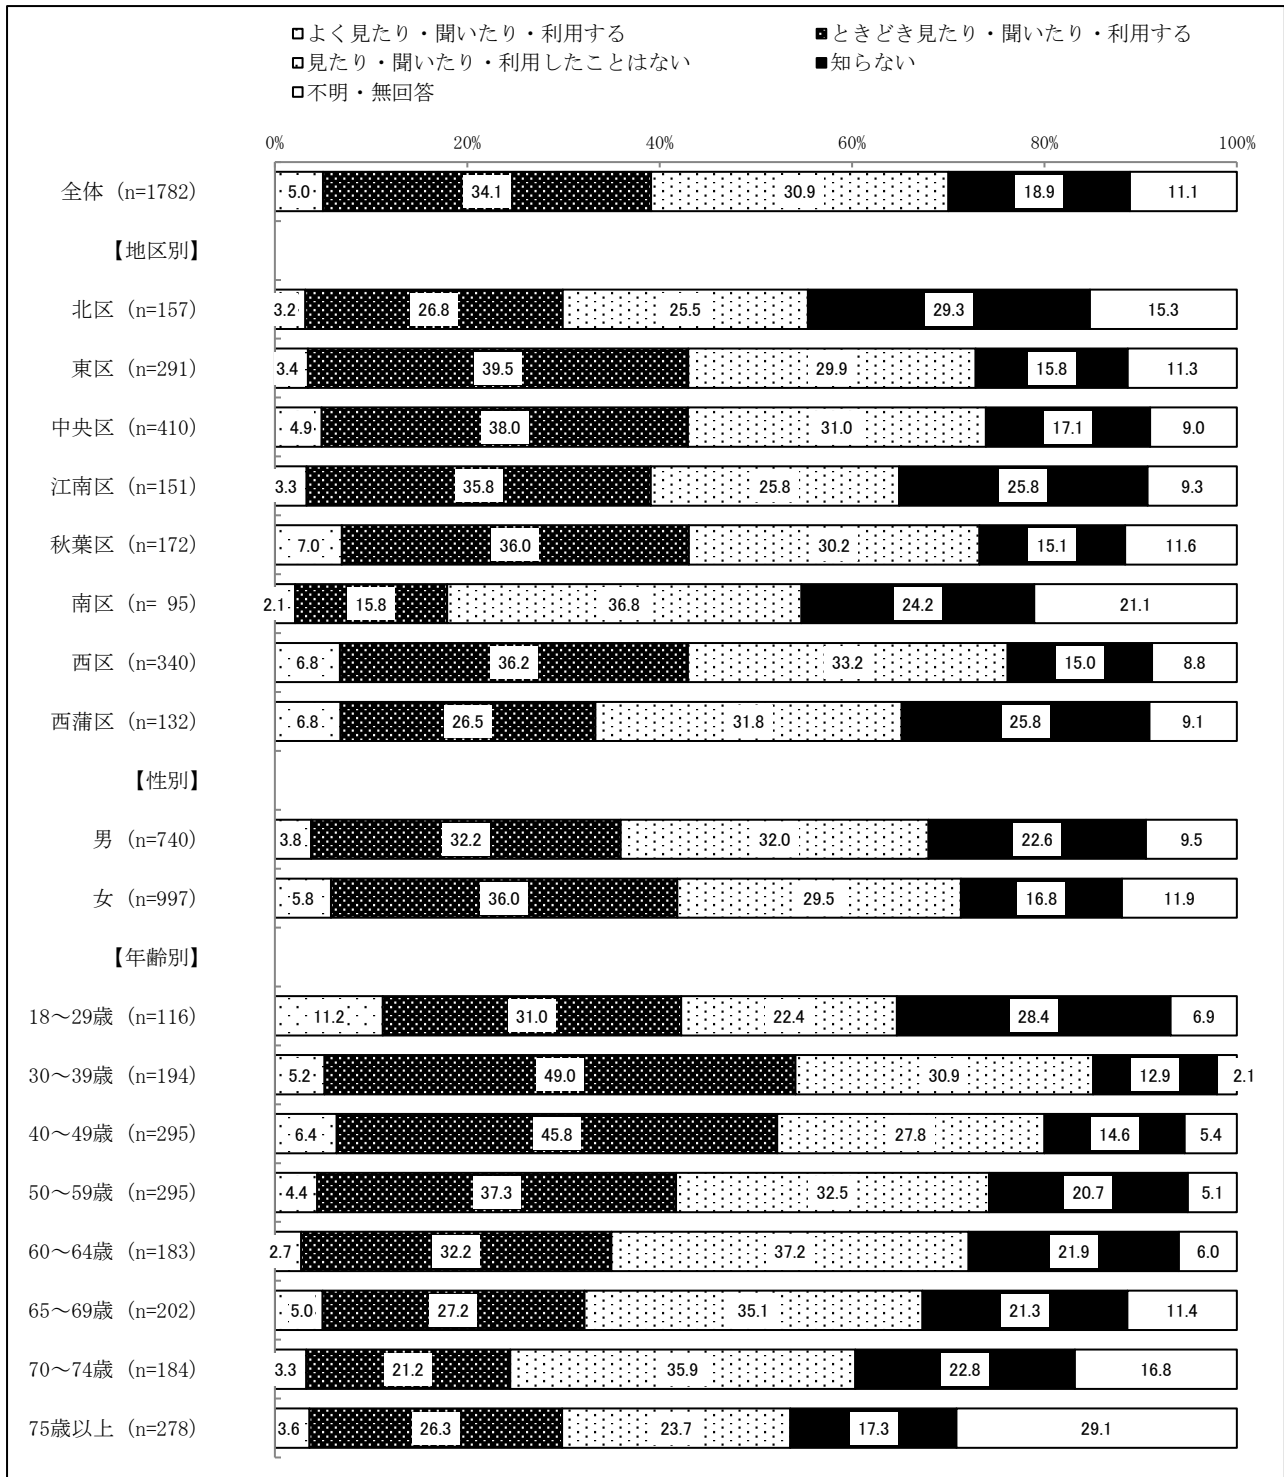 よく見たり・聞いたり・利用する ときどき見たり・聞いたり・利用する
見たり・聞いたり・利用したことはない 知らない
不明・無回答
0% 20% 40% 60% 80% 100%
全体 (n=1782) 5.0 34.1 30.9 18.9 11.1
【地区別】
北区 (n=157) 3.2 26.8 25.5 29.3 15.3
東区 (n=291) 3.4 39.5 29.9 15.8 11.3
中央区 (n=410) 4.9 38.0 31.0 17.1 9.0
江南区 (n=151) 3.3 35.8 25.8 25.8 9.3
秋葉区 (n=172) 7.0 36.0 30.2 15.1 11.6
南区 (n= 95) 2.1 15.8 36.8 24.2 21.1
西区 (n=340) 6.8 36.2 33.2 15.0 8.8
西蒲区 (n=132) 6.8 26.5 31.8 25.8 9.1
【性別】
男 (n=740) 3.8 32.2 32.0 22.6 9.5
女 (n=997) 5.8 36.0 29.5 16.8 11.9
【年齢別】
18～29歳 (n=116) 11.2 31.0 22.4 28.4 6.9
30～39歳 (n=194) 5.2 49.0 30.9 12.9 2.1
40～49歳 (n=295) 6.4 45.8 27.8 14.6 5.4
50～59歳 (n=295) 4.4 37.3 32.5 20.7 5.1
60～64歳 (n=183) 2.7 32.2 37.2 21.9 6.0
65～69歳 (n=202) 5.0 27.2 35.1 21.3 11.4
70～74歳 (n=184) 3.3 21.2 35.9 22.8 16.8
75歳以上 (n=278) 3.6 26.3 23.7 17.3 29.1